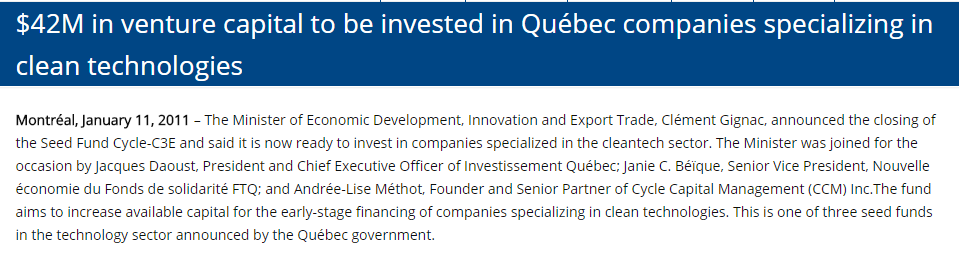 $42M in venture capital to be invested in Québec companies specializing in
clean technologies
Montréal, January 11, 2011 – The Minister of Economic Development, Innovation and Export Trade, Clément Gignac, announced the closing of
the Seed Fund Cycle-C3E and said it is now ready to invest in companies specialized in the cleantech sector. The Minister was joined for the
occasion by Jacques Daoust, President and Chief Executive Officer of Investissement Québec; Janie C. Béïque, Senior Vice President, Nouvelle
économie du Fonds de solidarité FTQ; and Andrée-Lise Méthot, Founder and Senior Partner of Cycle Capital Management (CCM) Inc.The fund
aims to increase available capital for the early-stage financing of companies specializing in clean technologies. This is one of three seed funds
in the technology sector announced by the Québec government.